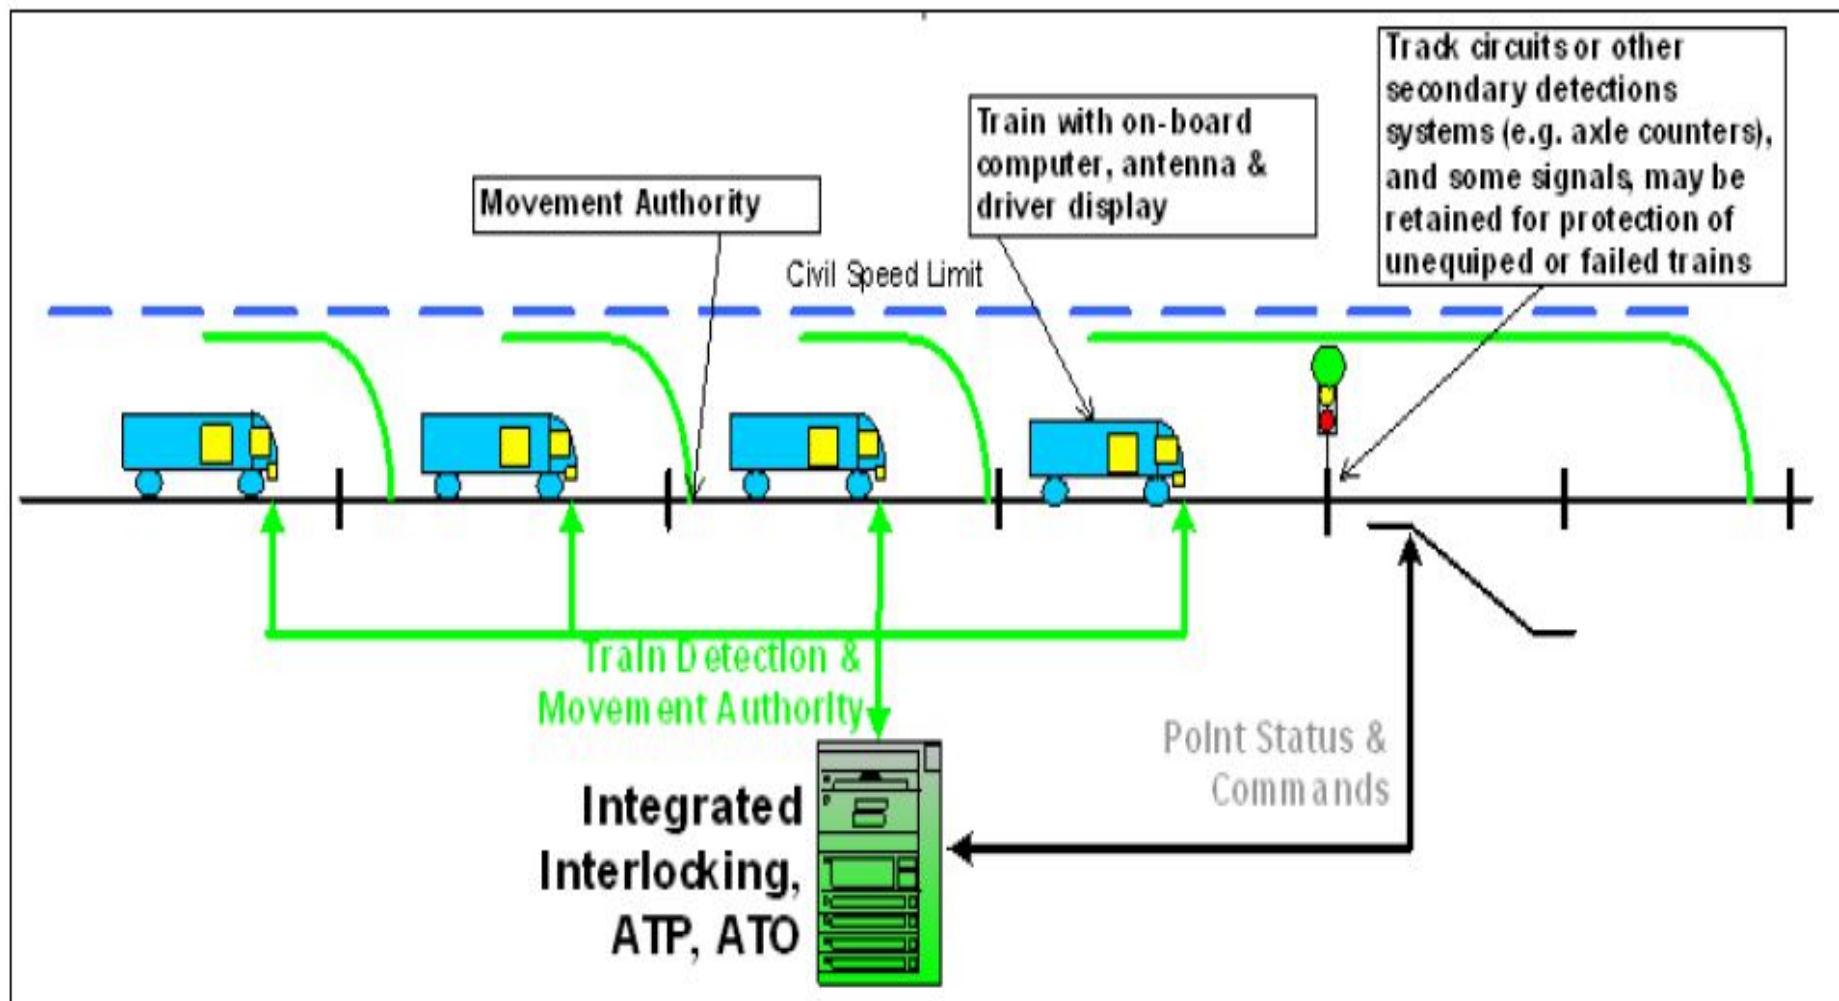 Track circuits or other
secondary detections
systems (e.g. axle counters),
and some signals, may be
retained for protection of
unequiped or failed trains
Train with on-board
computer, antenna &
driver display
Movement Authority
Civil Speed Limit
Train Detection &
Movement Authority
Point Status &
Commands
Integrated
Interlocking,
ATP, ATO